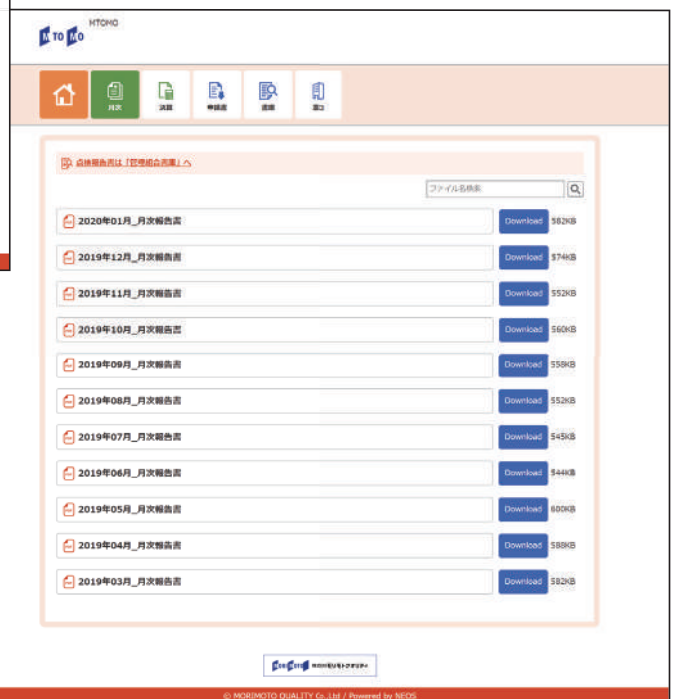 M TO MO
MTOMO
月次
決算
申請書
図書
窓口
点検報告書は「管理組合図書」へ
ファイル名検索
2020年01月_月次報告書 Download 582KB
2019年12月_月次報告書 Download 574KB
2019年11月_月次報告書 Download 552KB
2019年10月_月次報告書 Download 560KB
2019年09月_月次報告書 Download 558KB
2019年08月_月次報告書 Download 552KB
2019年07月_月次報告書 Download 545KB
2019年06月_月次報告書 Download 544KB
2019年05月_月次報告書 Download 600KB
2019年04月_月次報告書 Download 588KB
2019年03月_月次報告書 Download 582KB
© MORIMOTO QUALITY Co.,Ltd / Powered by NEOS